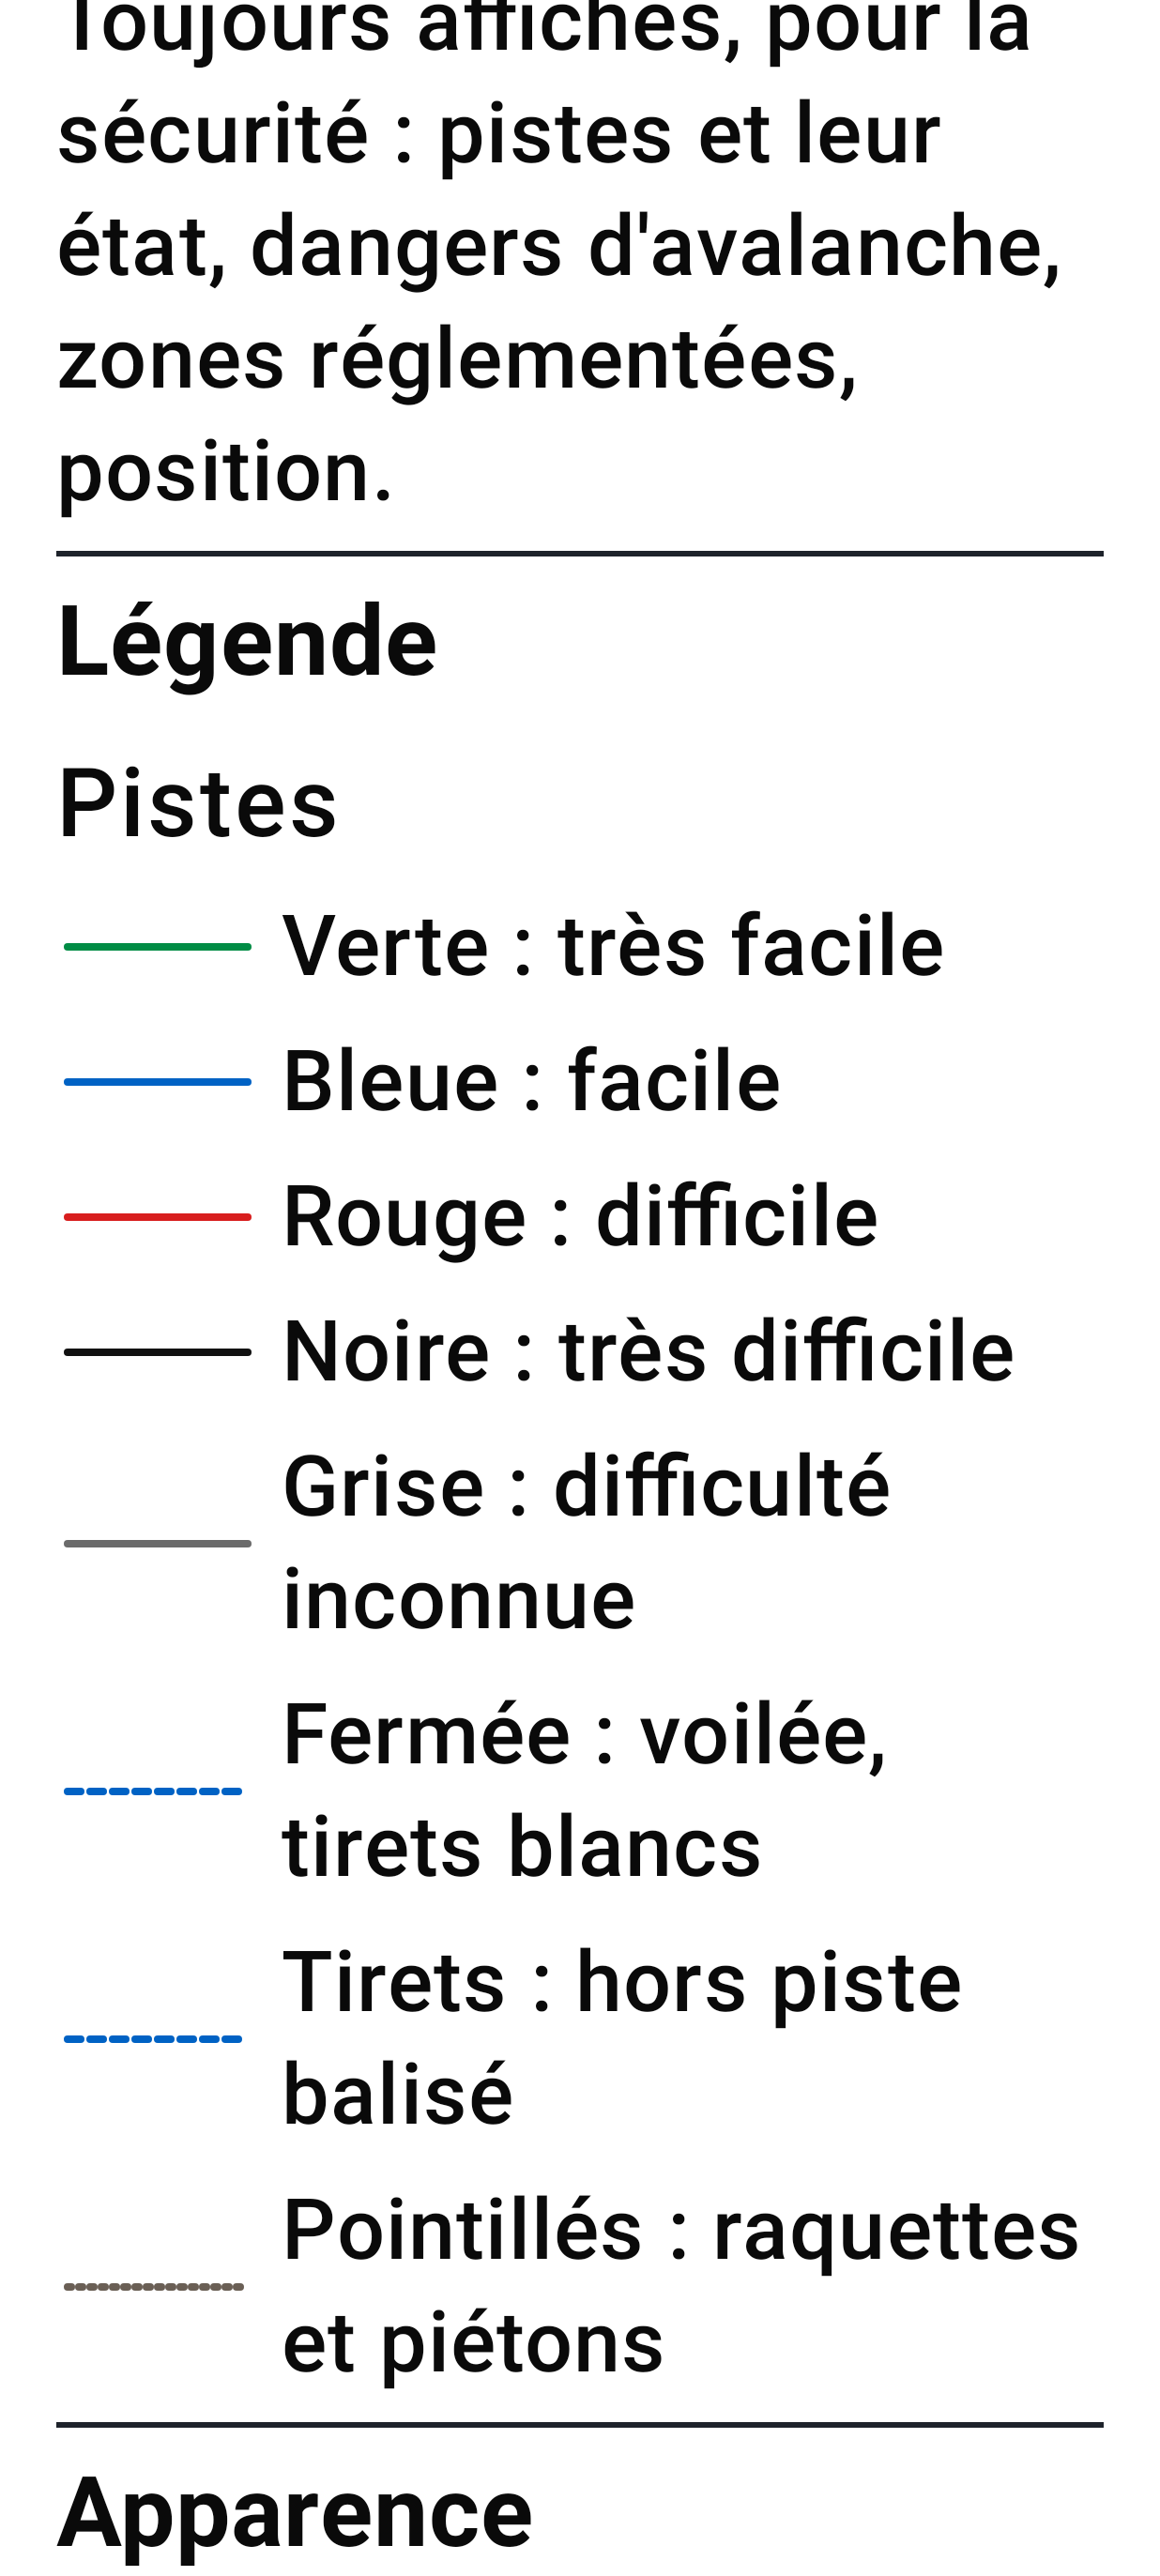 Toujours affichés, pour la
sécurité : pistes et leur
état, dangers d'avalanche,
zones réglementées,
position.
Légende
Pistes
Verte : très facile
Bleue : facile
Rouge : difficile
Noire : très difficile
Grise : difficulté
inconnue
Fermée : voilée,
tirets blancs
Tirets : hors piste
balisé
Pointillés : raquettes
et piétons
Apparence